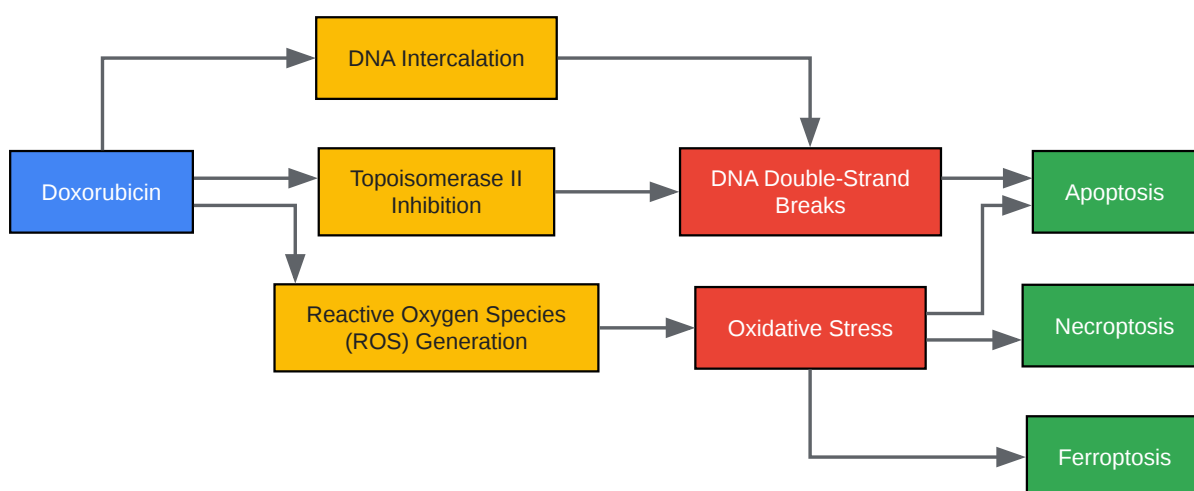 DNA Intercalation
Doxorubicin
Topoisomerase II
Inhibition
DNA Double-Strand
Breaks
Apoptosis
Reactive Oxygen Species
(ROS) Generation
Oxidative Stress
Necroptosis
Ferroptosis